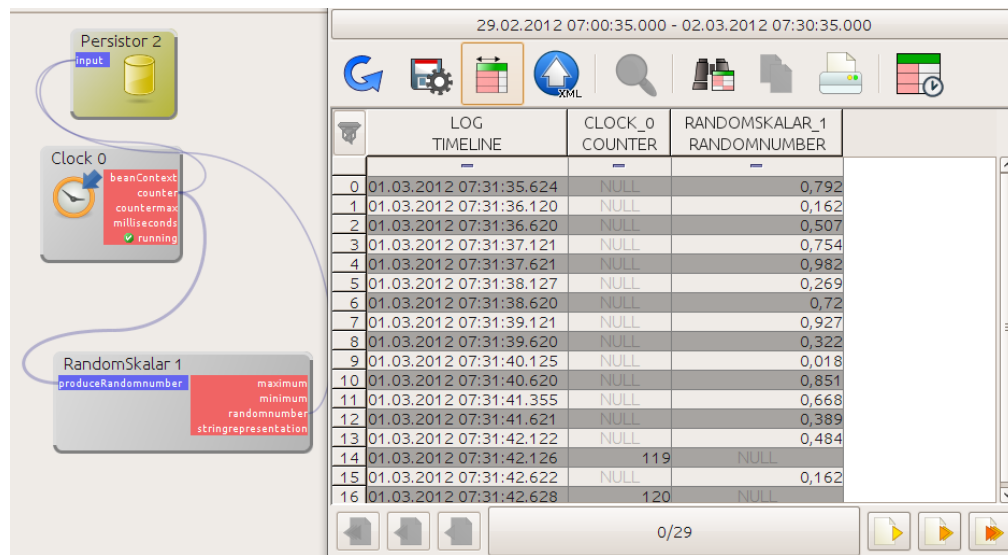 Persistor 2
input
Clock 0
beanContext
counter
countermax
milliseconds
running
RandomSkalar 1
produceRandomnumber
maximum
minimum
randomnumber
stringrepresentation
29.02.2012 07:00:35.000 - 02.03.2012 07:30:35.000
XML
LOG TIMELINE CLOCK_0 COUNTER RANDOMSKALAR_1 RANDOMNUMBER
0 01.03.2012 07:31:35.624 NULL 0,792
1 01.03.2012 07:31:36.120 NULL 0,162
2 01.03.2012 07:31:36.620 NULL 0,507
3 01.03.2012 07:31:37.121 NULL 0,754
4 01.03.2012 07:31:37.621 NULL 0,982
5 01.03.2012 07:31:38.127 NULL 0,269
6 01.03.2012 07:31:38.620 NULL 0,72
7 01.03.2012 07:31:39.121 NULL 0,927
8 01.03.2012 07:31:39.620 NULL 0,322
9 01.03.2012 07:31:40.125 NULL 0,018
10 01.03.2012 07:31:40.620 NULL 0,851
11 01.03.2012 07:31:41.355 NULL 0,668
12 01.03.2012 07:31:41.621 NULL 0,389
13 01.03.2012 07:31:42.122 NULL 0,484
14 01.03.2012 07:31:42.126 119 NULL
15 01.03.2012 07:31:42.622 NULL 0,162
16 01.03.2012 07:31:42.628 120 NULL
0/29